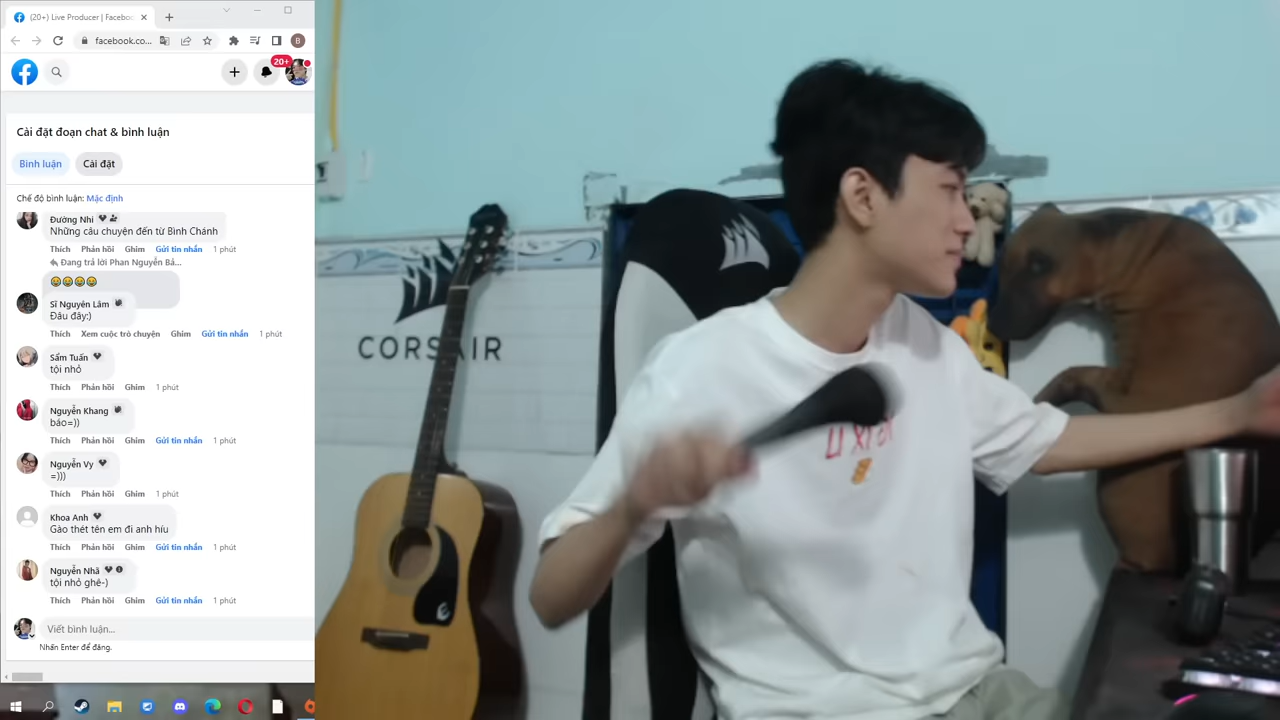 (20+) Live Producer | Faceboo
facebook.co...
20+
B
Cài đặt đoạn chat & bình luận
Bình luận
Cài đặt
Chế độ bình luận: Mặc định
Đường Nhi
Những câu chuyện đến từ Bình Chánh
Thích Phản hồi Ghim Gửi tin nhắn 1 phút
Đang trả lời Phan Nguyễn Bả...
Sĩ Nguyên Lâm
Đâu đây:)
Thích Xem cuộc trò chuyện Ghim Gửi tin nhắn 1 phút
Sẩm Tuấn
tội nhỏ
Thích Phản hồi Ghim 1 phút
Nguyễn Khang
báo=))
Thích Phản hồi Ghim Gửi tin nhắn 1 phút
Nguyễn Vy
=)))
Thích Phản hồi Ghim 1 phút
Khoa Anh
Gào thét tên em đi anh híu
Thích Phản hồi Ghim Gửi tin nhắn 1 phút
Nguyễn Nhã
tội nhỏ ghê-)
Thích Phản hồi Ghim Gửi tin nhắn 1 phút
Viết bình luận...
Nhấn Enter để đăng.
CORSAIR